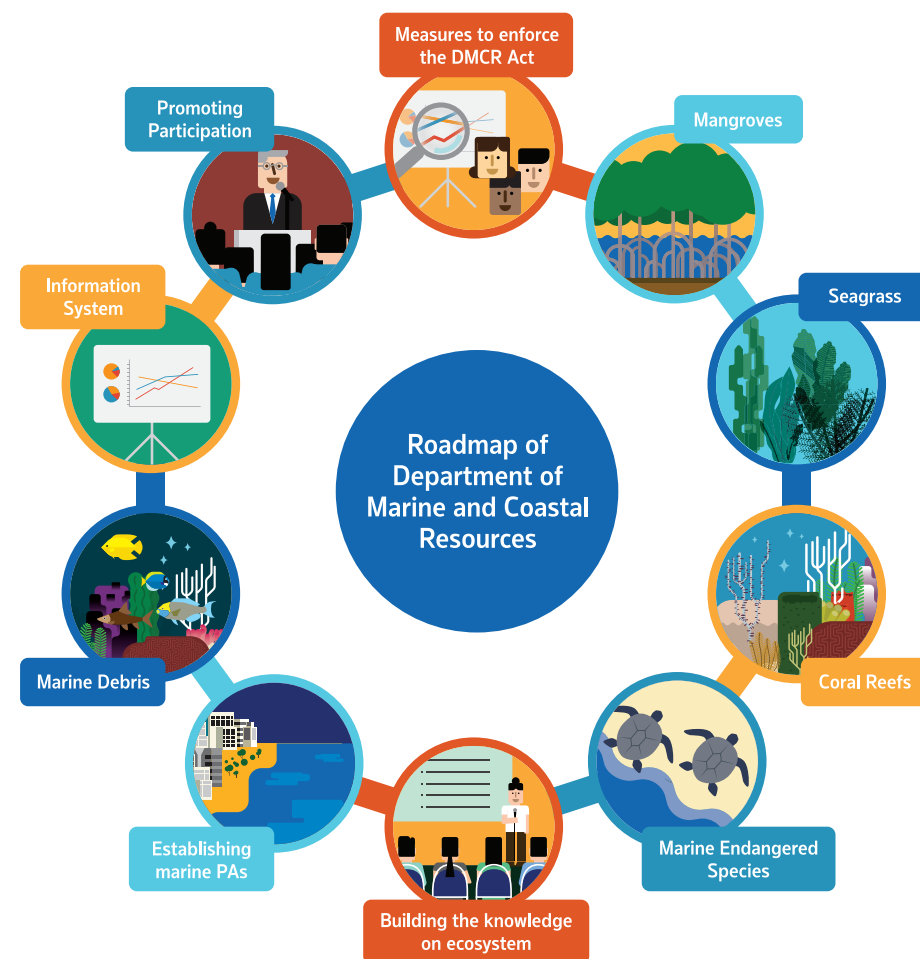 Measures to enforce
the DMCR Act
Promoting
Participation
Mangroves
Information
System
Seagrass
Roadmap of
Department of
Marine and Coastal
Resources
Marine Debris
Coral Reefs
Establishing
marine PAs
Marine Endangered
Species
Building the knowledge
on ecosystem